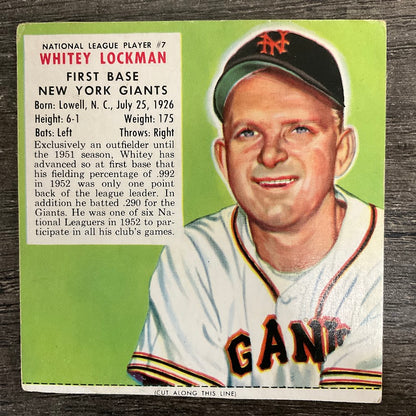 NATIONAL LEAGUE PLAYER #7
WHITEY LOCKMAN
FIRST BASE
NEW YORK GIANTS
Born: Lowell, N. C., July 25, 1926
Height: 6-1 Weight: 175
Bats: Left Throws: Right
Exclusively an outfielder until
the 1951 season, Whitey has
advanced so at first base that
his fielding percentage of .992
in 1952 was only one point
back of the league leader. In
addition he batted .290 for the
Giants. He was one of six Na-
tional Leaguers in 1952 to par-
ticipate in all his club's games.
NY
GIANT
(CUT ALONG THIS LINE)